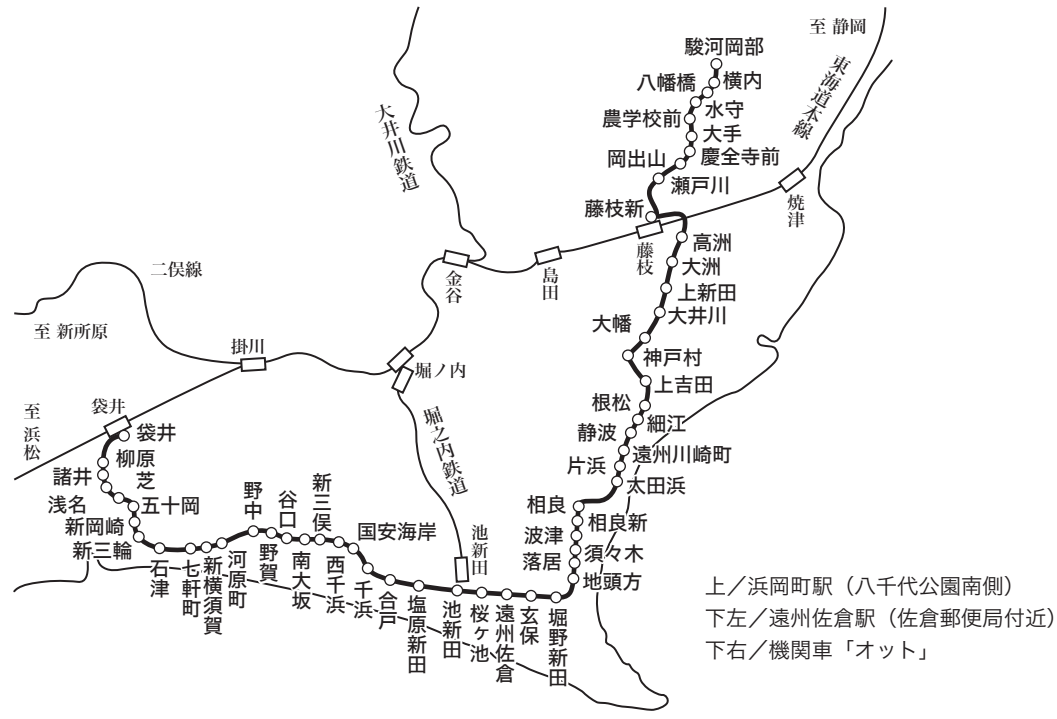 至 静岡
東海道本線
駿河岡部
八幡橋
横内
水守
農学校前
大手
慶全寺前
岡出山
瀬戸川
藤枝新
焼津
大井川鉄道
藤枝
高洲
大洲
上新田
大井川
大幡
神戸村
上吉田
根松
細江
静波
遠州川崎町
片浜
太田浜
相良
相良新
波津
須々木
落居
地頭方
島田
金谷
二俣線
至 新所原
掛川
堀ノ内
堀之内鉄道
至 浜松
袋井
袋井
柳原
諸井
芝
浅名
五十岡
新岡崎
新三輪
石津
七軒町
新横須賀
河原町
野中
野賀
谷口
南大坂
新三俣
西千浜
国安海岸
千浜
合戸
塩原新田
池新田
池新田
桜ヶ池
遠州佐倉
玄保
堀野新田
上／浜岡町駅（八千代公園南側）
下左／遠州佐倉駅（佐倉郵便局付近）
下右／機関車「オット」